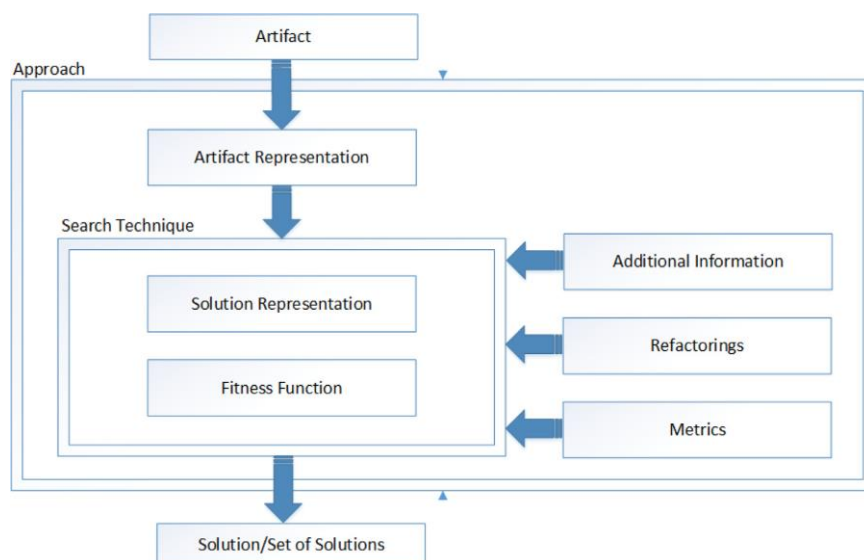 Artifact
Approach
Artifact Representation
Search Technique
Solution Representation
Additional Information
Refactorings
Fitness Function
Metrics
Solution/Set of Solutions